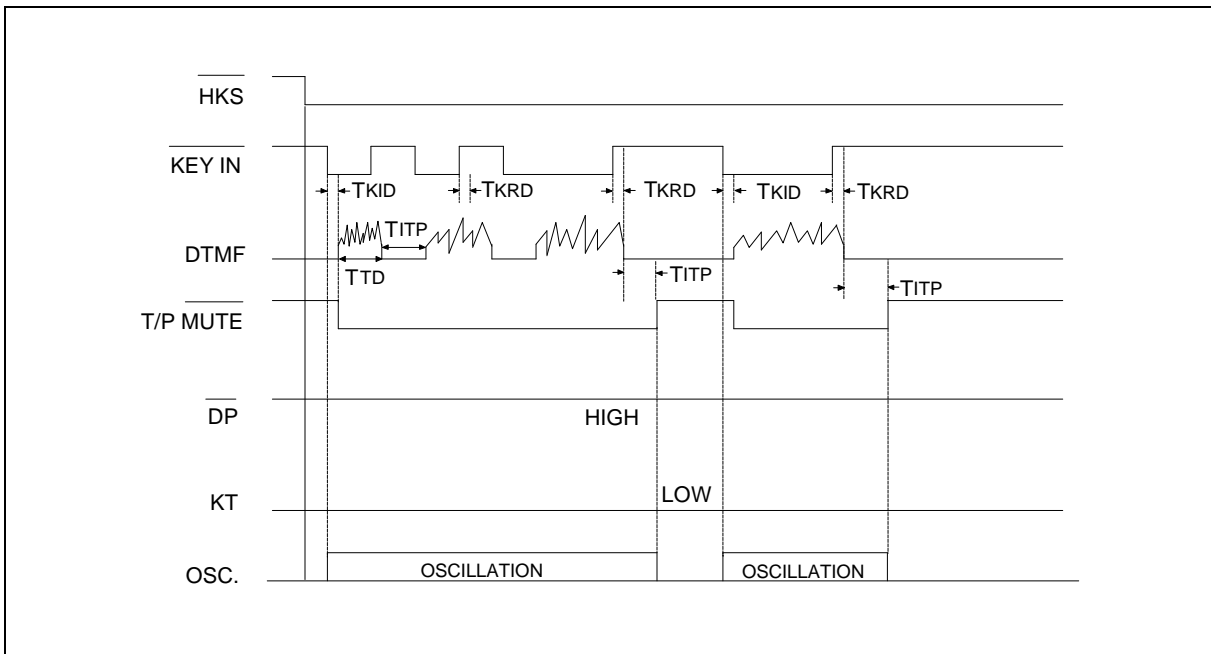 HKS
KEY IN
TKID TKRD TKRD TKID TKRD
TITP
DTMF
TTD
TITP TITP
T/P MUTE
DP
HIGH
LOW
KT
OSCILLATION OSCILLATION
OSC.